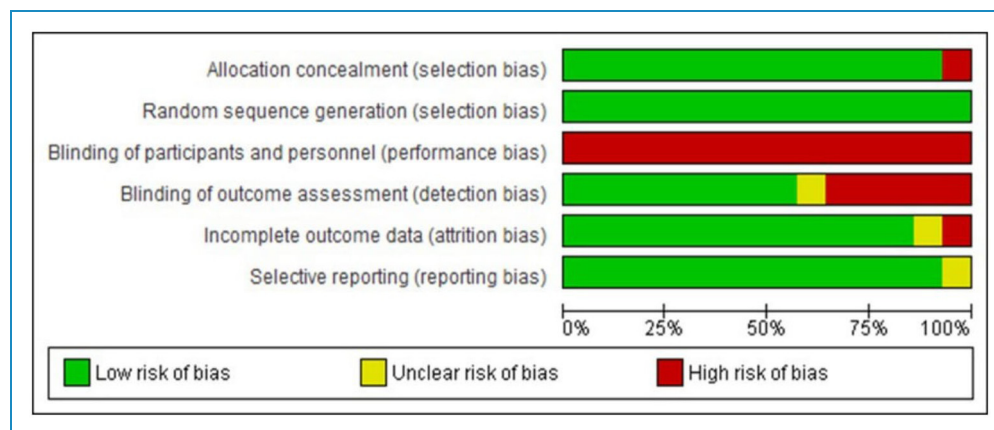 Allocation concealment (selection bias)
Random sequence generation (selection bias)
Blinding of participants and personnel (performance bias)
Blinding of outcome assessment (detection bias)
Incomplete outcome data (attrition bias)
Selective reporting (reporting bias)
0% 25% 50% 75% 100%
Low risk of bias Unclear risk of bias High risk of bias